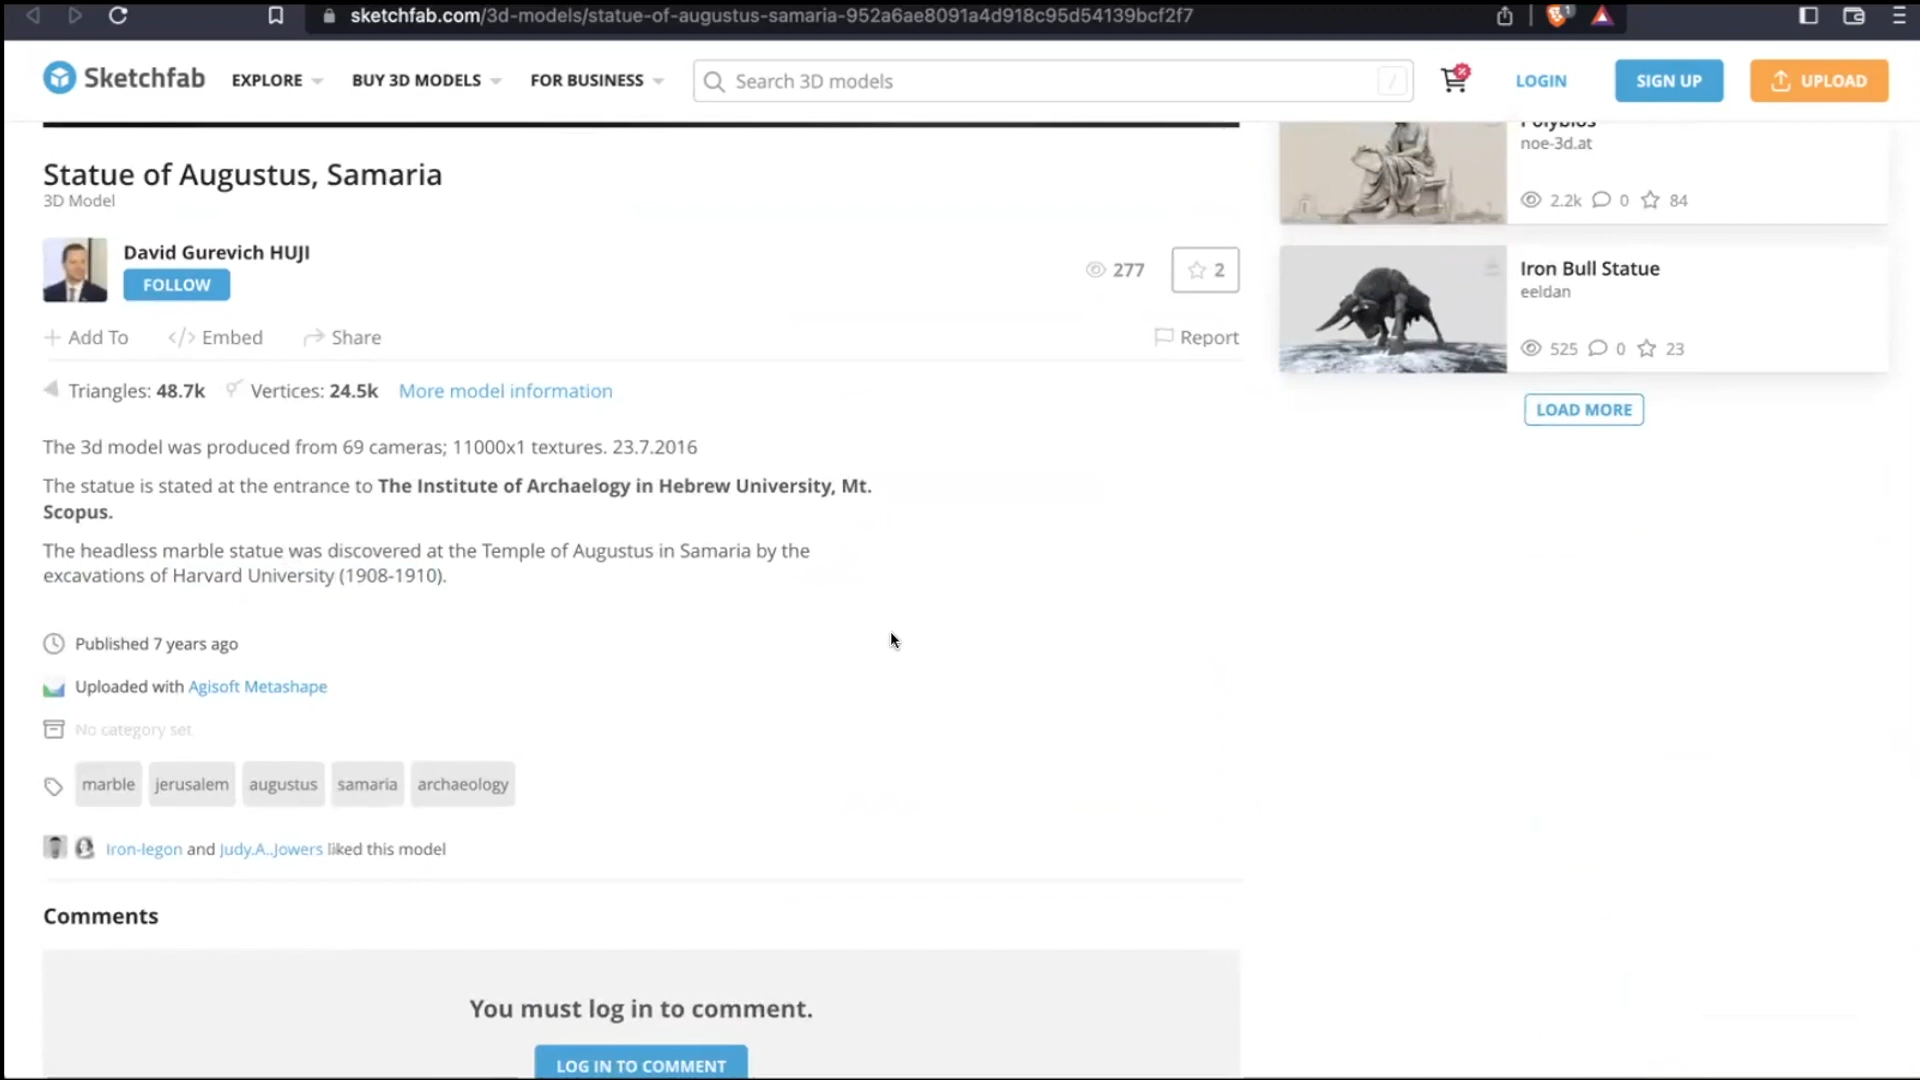 sketchfab.com/3d-models/statue-of-augustus-samaria-952a6ae8091a4d918c95d54139bcf2f7
Sketchfab EXPLORE BUY 3D MODELS FOR BUSINESS Search 3D models / LOGIN SIGN UP UPLOAD
Statue of Augustus, Samaria
3D Model
David Gurevich HUJI
FOLLOW
277 2
+ Add To </> Embed Share Report
Triangles: 48.7k Vertices: 24.5k More model information
The 3d model was produced from 69 cameras; 11000x1 textures. 23.7.2016
The statue is stated at the entrance to The Institute of Archaelogy in Hebrew University, Mt.
Scopus.
The headless marble statue was discovered at the Temple of Augustus in Samaria by the
excavations of Harvard University (1908-1910).
Published 7 years ago
Uploaded with Agisoft Metashape
No category set
marble jerusalem augustus samaria archaeology
Iron-legon and Judy.A..Jowers liked this model
Comments
You must log in to comment.
LOG IN TO COMMENT
Polybios
noe-3d.at
2.2k 0 84
Iron Bull Statue
eeldan
525 0 23
LOAD MORE